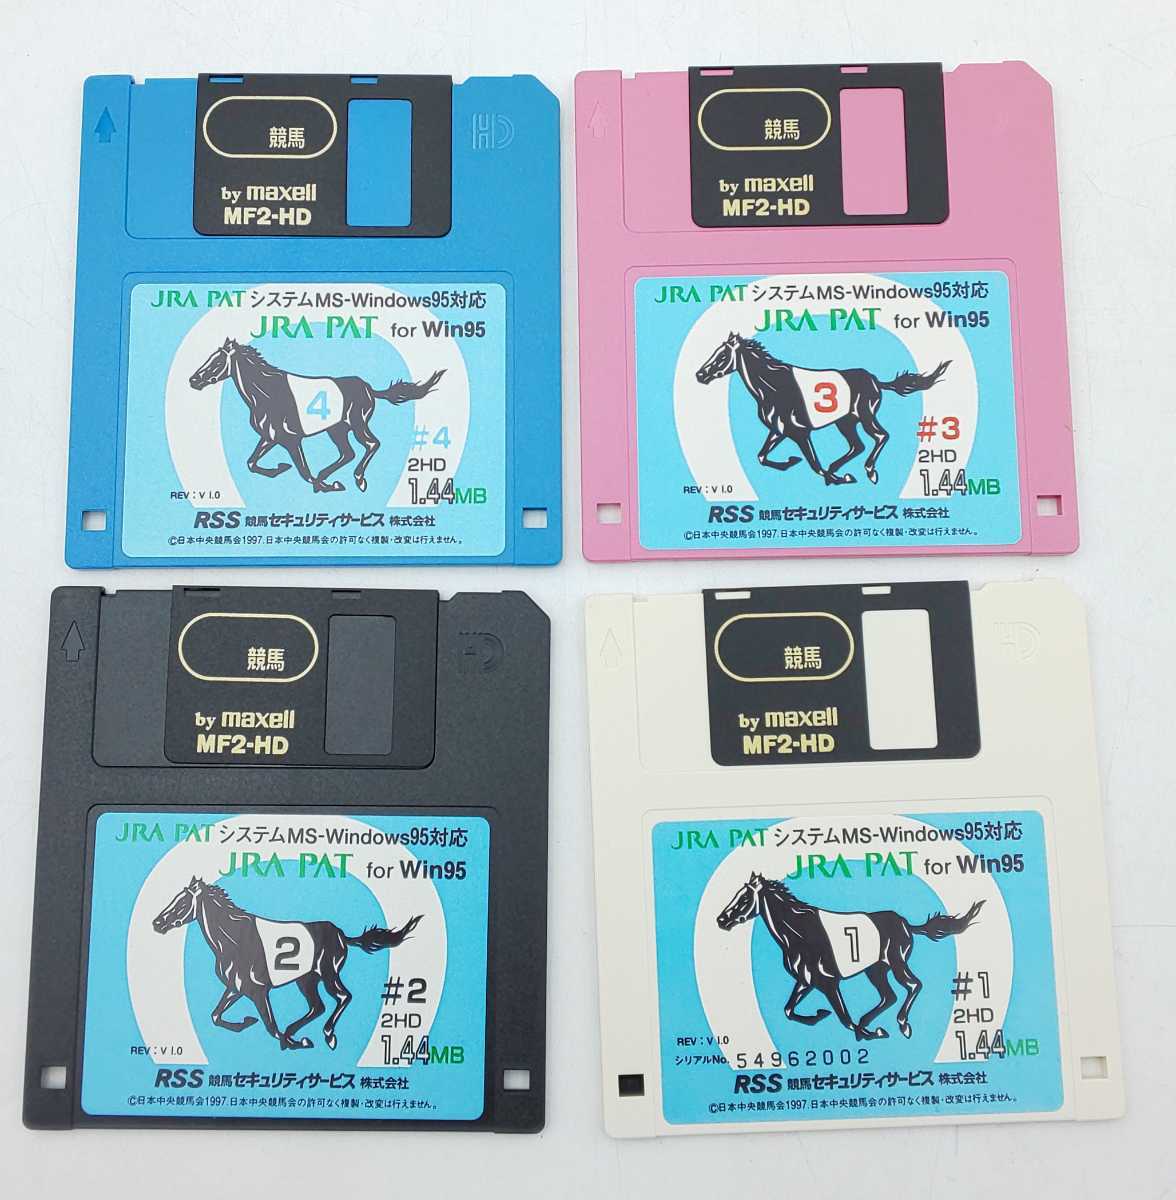 HD
競馬
by maxell
MF2-HD
JRA PAT システムMS-Windows95対応
JRA PAT for Win95
4
#4
2HD
REV:V1.0
1.44MB
RSS 競馬セキュリティサービス 株式会社
©日本中央競馬会1997.日本中央競馬会の許可なく複製・改変は行えません。
競馬
by maxell
MF2-HD
JRA PAT システムMS-Windows95対応
JRA PAT for Win95
3
#3
2HD
REV:V1.0
1.44MB
RSS 競馬セキュリティサービス 株式会社
©日本中央競馬会1997.日本中央競馬会の許可なく複製・改変は行えません。
HD
競馬
by maxell
MF2-HD
JRA PAT システムMS-Windows95対応
JRA PAT for Win95
2
#2
2HD
REV:V1.0
1.44MB
RSS 競馬セキュリティサービス 株式会社
©日本中央競馬会1997.日本中央競馬会の許可なく複製・改変は行えません。
HD
競馬
by maxell
MF2-HD
JRA PAT システムMS-Windows95対応
JRA PAT for Win95
1
#1
2HD
REV:V1.0
1.44MB
シリアルNo. 54962002
RSS 競馬セキュリティサービス 株式会社
©日本中央競馬会1997.日本中央競馬会の許可なく複製・改変は行えません。